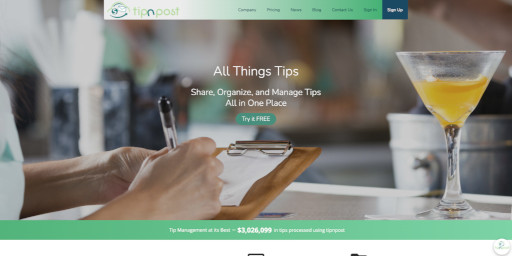 tipnpost Company Pricing News Blog Contact Us Sign In Sign Up
All Things Tips
Share, Organize, and Manage Tips
All in One Place
Try it FREE
Tip Management at its Best — $3,026,099 in tips processed using tipnpost